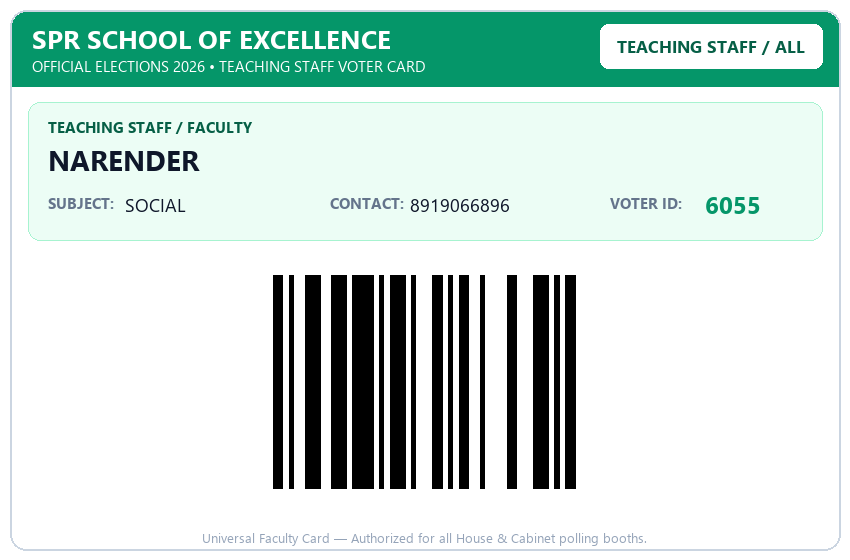 SPR SCHOOL OF EXCELLENCE
OFFICIAL ELECTIONS 2026 • TEACHING STAFF VOTER CARD
TEACHING STAFF / ALL
TEACHING STAFF / FACULTY
NARENDER
SUBJECT: SOCIAL CONTACT: 8919066896 VOTER ID: 6055
Universal Faculty Card — Authorized for all House & Cabinet polling booths.